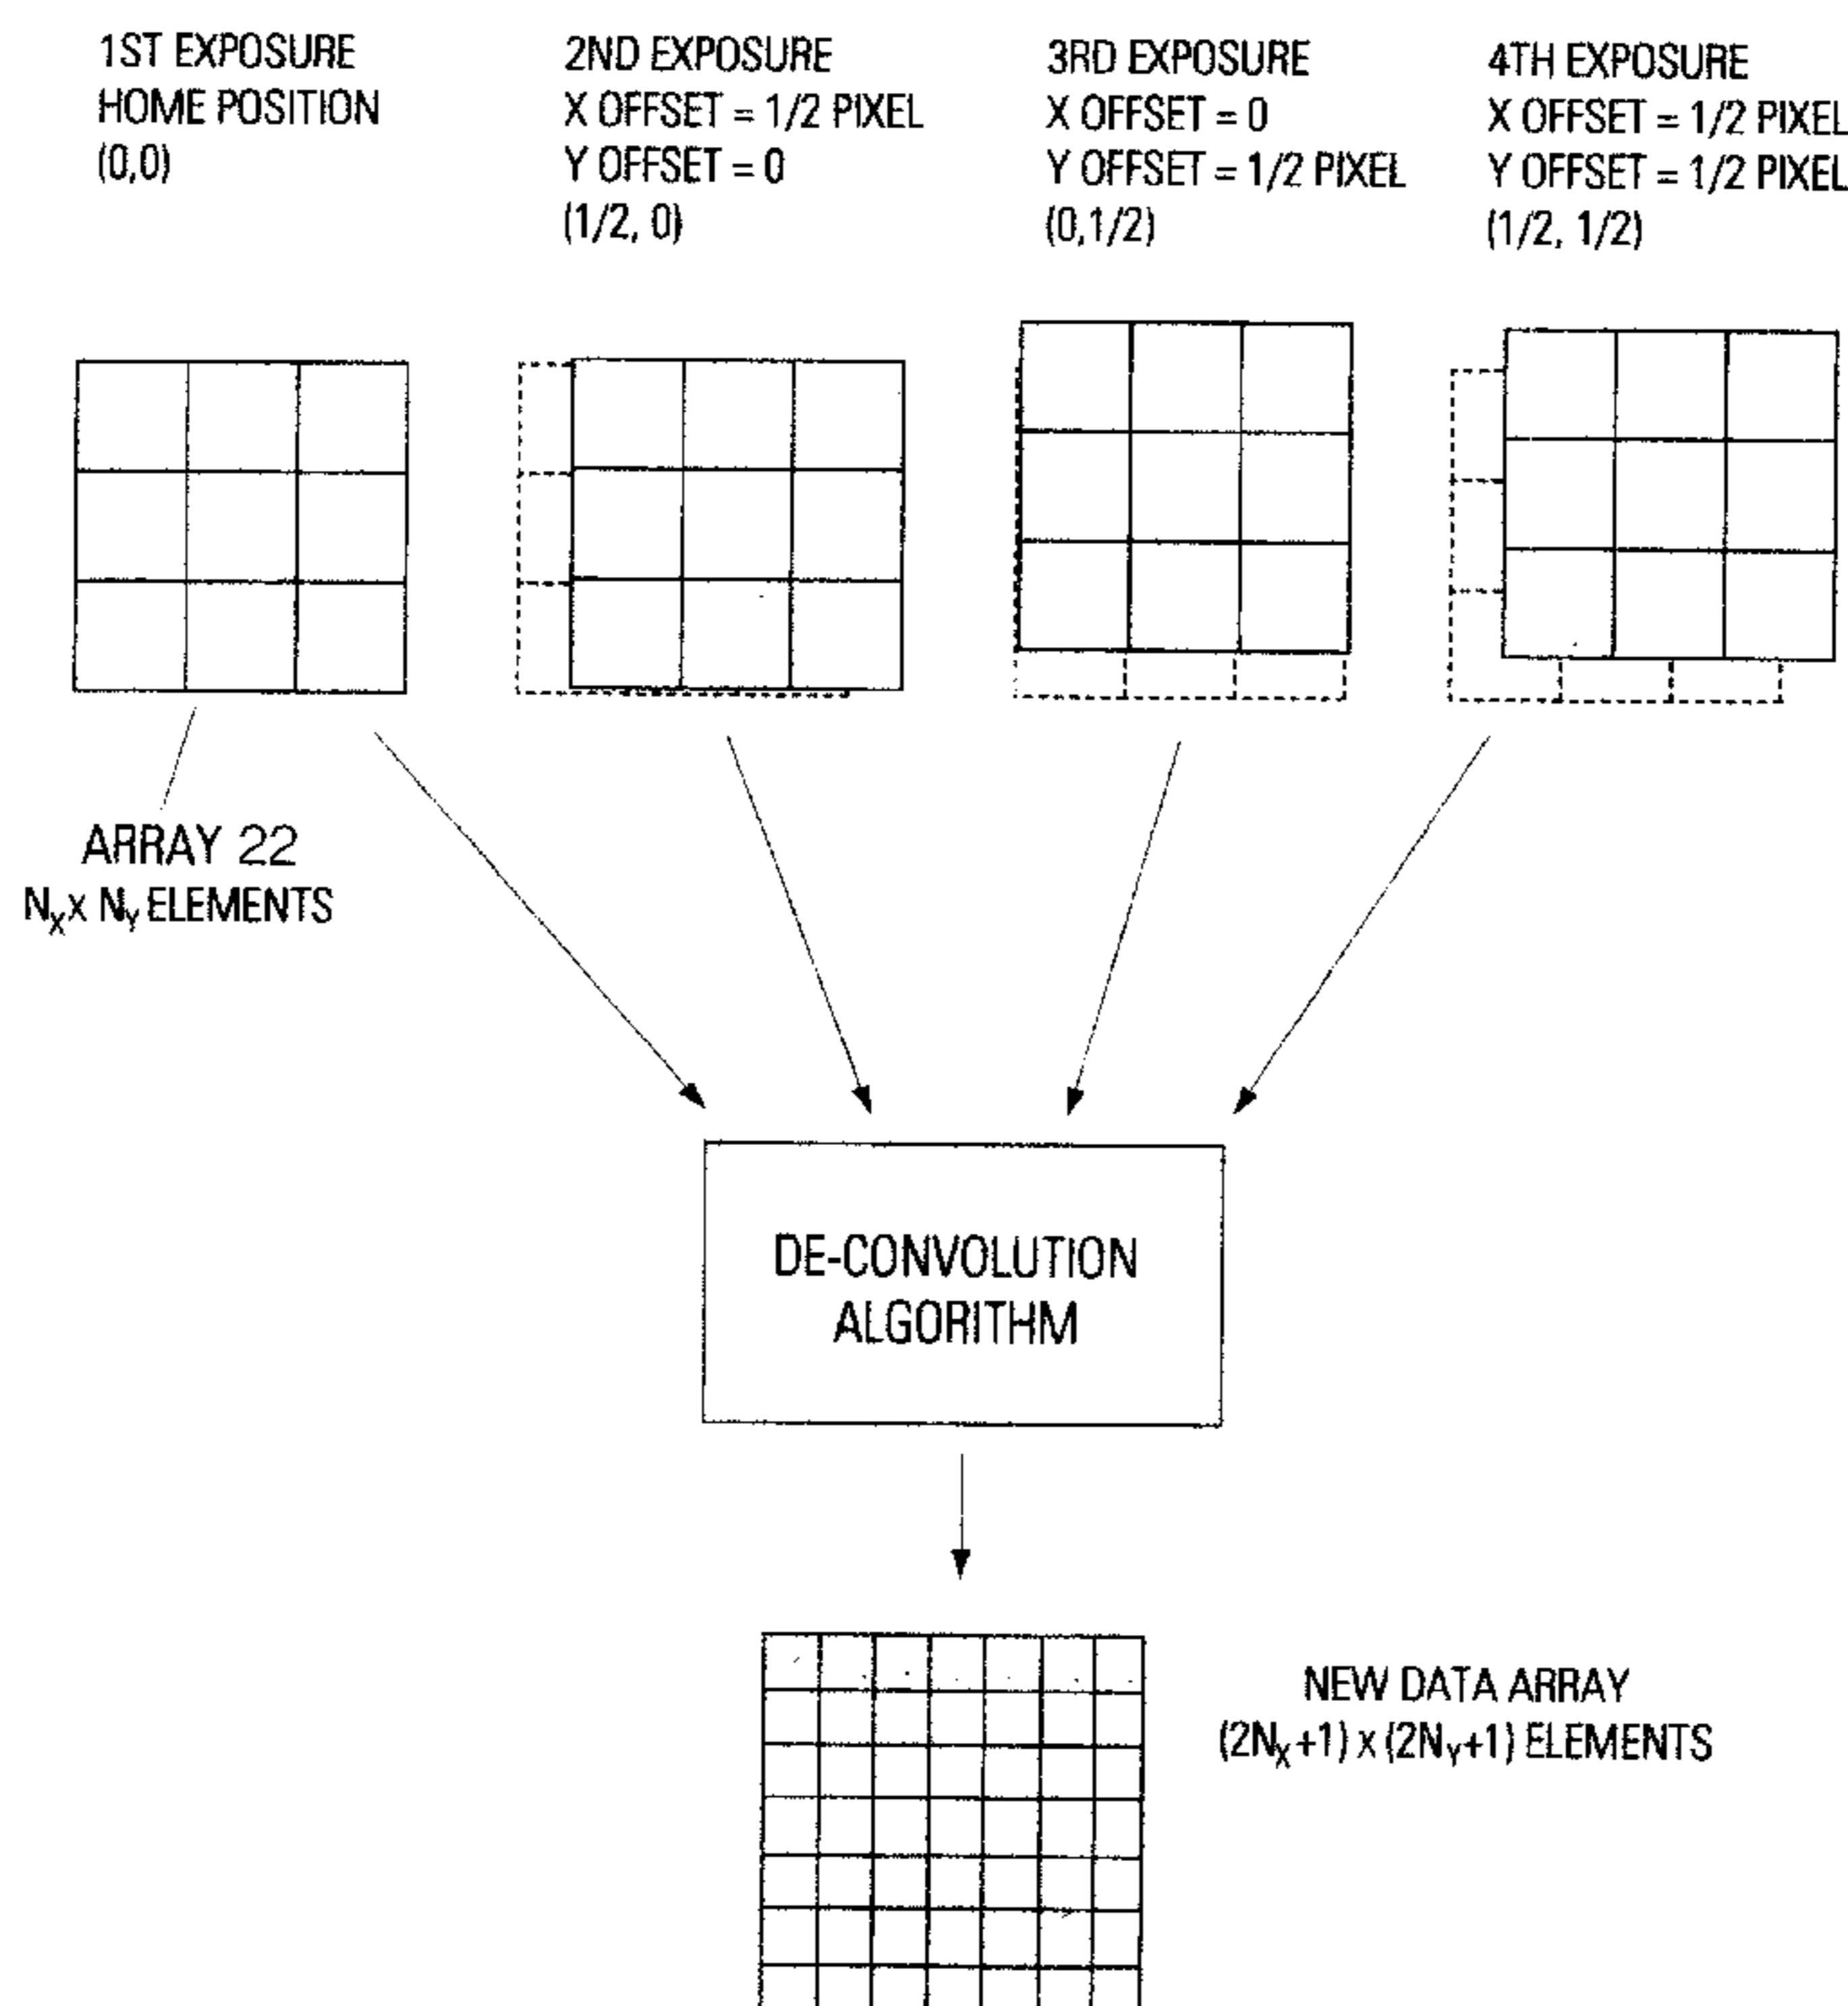 1ST EXPOSURE
HOME POSITION
(0,0)
2ND EXPOSURE
X OFFSET = 1/2 PIXEL
Y OFFSET = 0
(1/2, 0)
3RD EXPOSURE
X OFFSET = 0
Y OFFSET = 1/2 PIXEL
(0,1/2)
4TH EXPOSURE
X OFFSET = 1/2 PIXEL
Y OFFSET = 1/2 PIXEL
(1/2, 1/2)
ARRAY 22
NX x NY ELEMENTS
DE-CONVOLUTION
ALGORITHM
NEW DATA ARRAY
(2NX+1) x (2NY+1) ELEMENTS